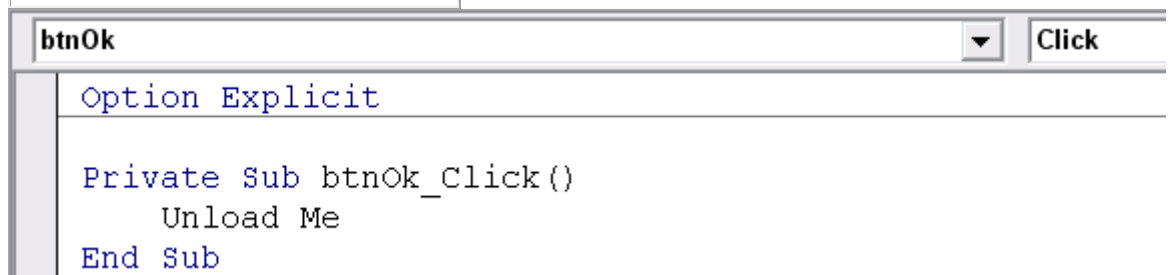 btnOk Click
Option Explicit
Private Sub btnOk_Click()
    Unload Me
End Sub